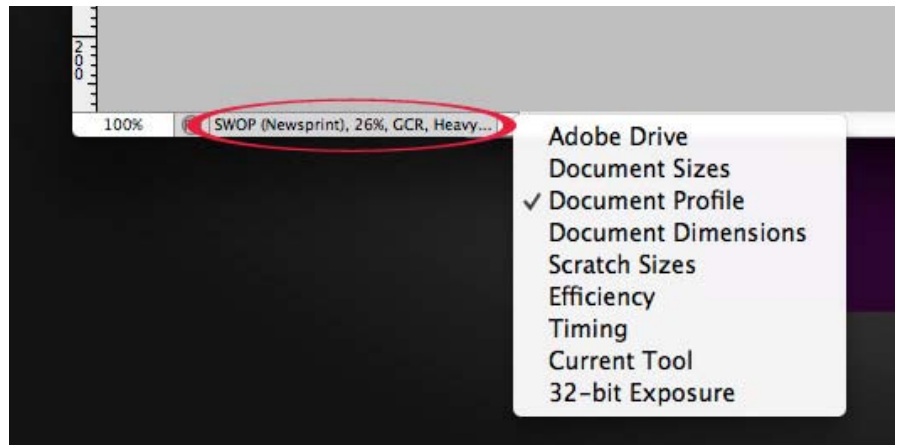 200
100% SWOP (Newsprint), 26%, GCR, Heavy...
Adobe Drive
Document Sizes
✓ Document Profile
Document Dimensions
Scratch Sizes
Efficiency
Timing
Current Tool
32-bit Exposure